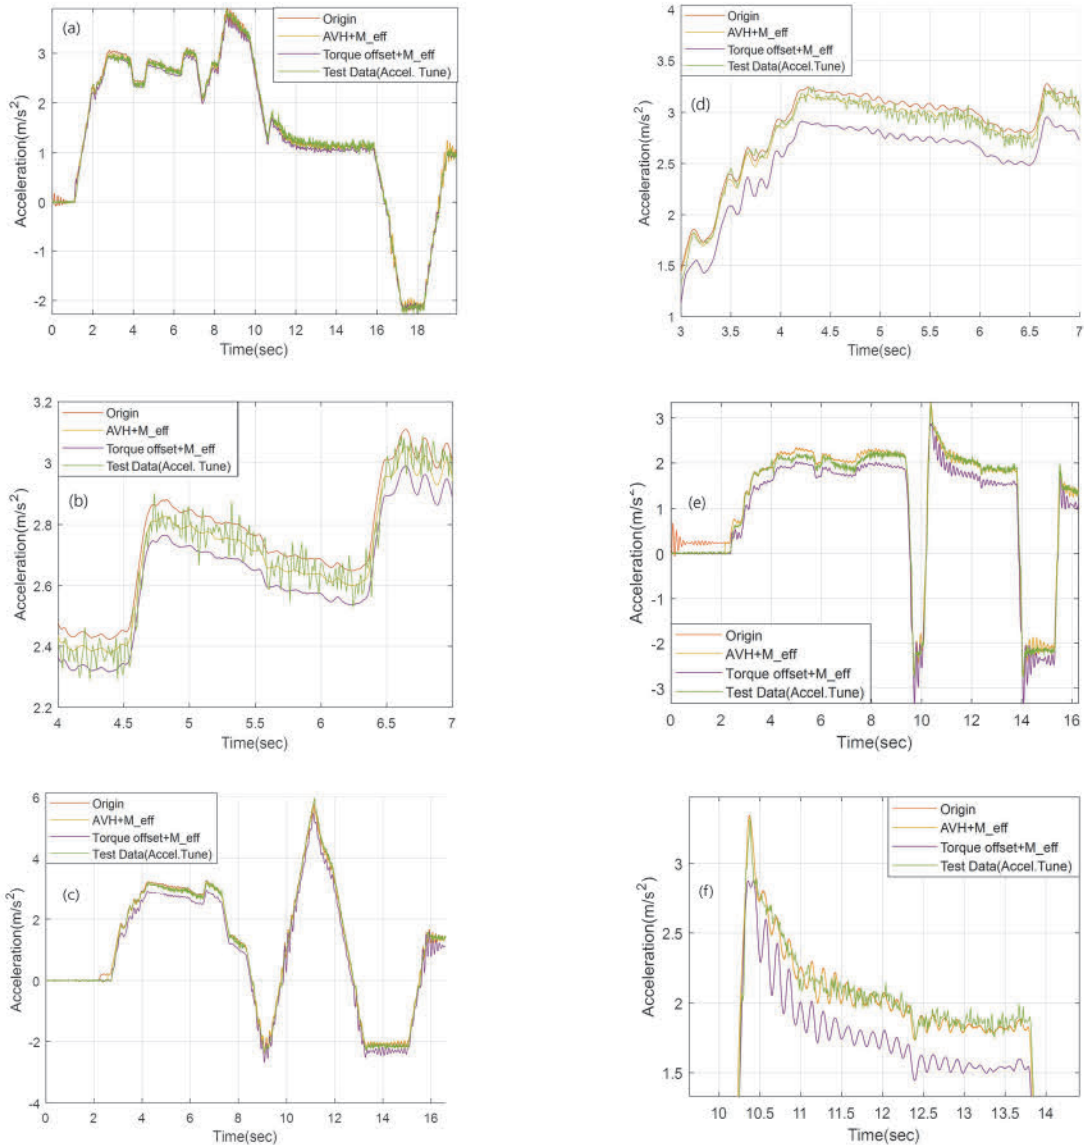 (a)
Origin
AVH+M_eff
Torque offset+M_eff
Test Data(Accel. Tune)
Acceleration(m/s²)
3
2
1
0
-1
-2
0 2 4 6 8 10 12 14 16 18
Time(sec)
(d)
Origin
AVH+M_eff
Torque offset+M_eff
Test Data(Accel.Tune)
Acceleration(m/s²)
4
3.5
3
2.5
2
1.5
1
3 3.5 4 4.5 5 5.5 6 6.5 7
Time(sec)
(b)
Origin
AVH+M_eff
Torque offset+M_eff
Test Data(Accel. Tune)
Acceleration(m/s²)
3.2
3
2.8
2.6
2.4
2.2
4 4.5 5 5.5 6 6.5 7
Time(sec)
(e)
Origin
AVH+M_eff
Torque offset+M_eff
Test Data(Accel.Tune)
Acceleration(m/s²)
3
2
1
0
-1
-2
-3
0 2 4 6 8 10 12 14 16
Time(sec)
(c)
Origin
AVH+M_eff
Torque offset+M_eff
Test Data(Accel.Tune)
Acceleration(m/s²)
6
4
2
0
-2
-4
0 2 4 6 8 10 12 14 16
Time(sec)
(f)
Origin
AVH+M_eff
Torque offset+M_eff
Test Data(Accel.Tune)
Acceleration(m/s²)
3
2.5
2
1.5
10 10.5 11 11.5 12 12.5 13 13.5 14
Time(sec)